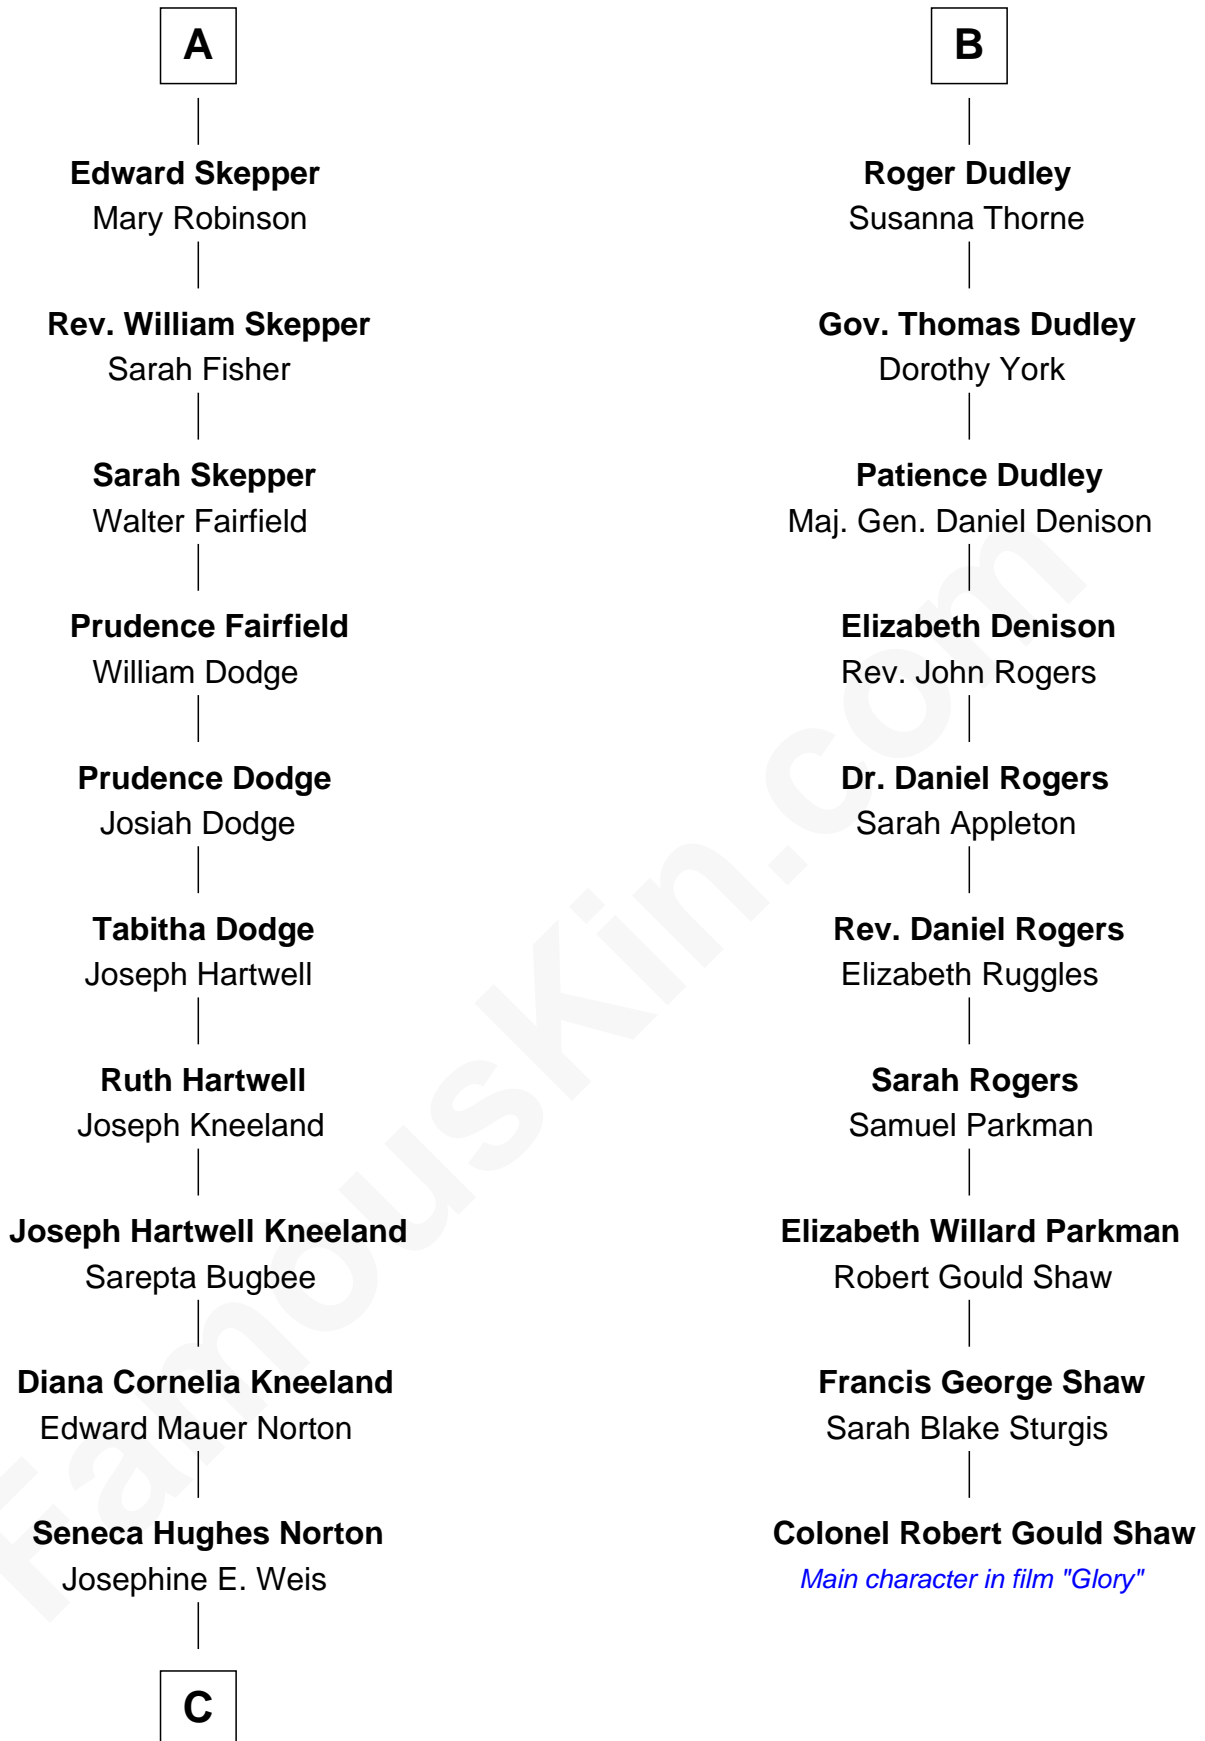 A
Edward Skepper
Mary Robinson
Rev. William Skepper
Sarah Fisher
Sarah Skepper
Walter Fairfield
Prudence Fairfield
William Dodge
Prudence Dodge
Josiah Dodge
Tabitha Dodge
Joseph Hartwell
Ruth Hartwell
Joseph Kneeland
Joseph Hartwell Kneeland
Sarepta Bugbee
Diana Cornelia Kneeland
Edward Mauer Norton
Seneca Hughes Norton
Josephine E. Weis
C
B
Roger Dudley
Susanna Thorne
Gov. Thomas Dudley
Dorothy York
Patience Dudley
Maj. Gen. Daniel Denison
Elizabeth Denison
Rev. John Rogers
Dr. Daniel Rogers
Sarah Appleton
Rev. Daniel Rogers
Elizabeth Ruggles
Sarah Rogers
Samuel Parkman
Elizabeth Willard Parkman
Robert Gould Shaw
Francis George Shaw
Sarah Blake Sturgis
Colonel Robert Gould Shaw
Main character in film "Glory"
FamousKin.com